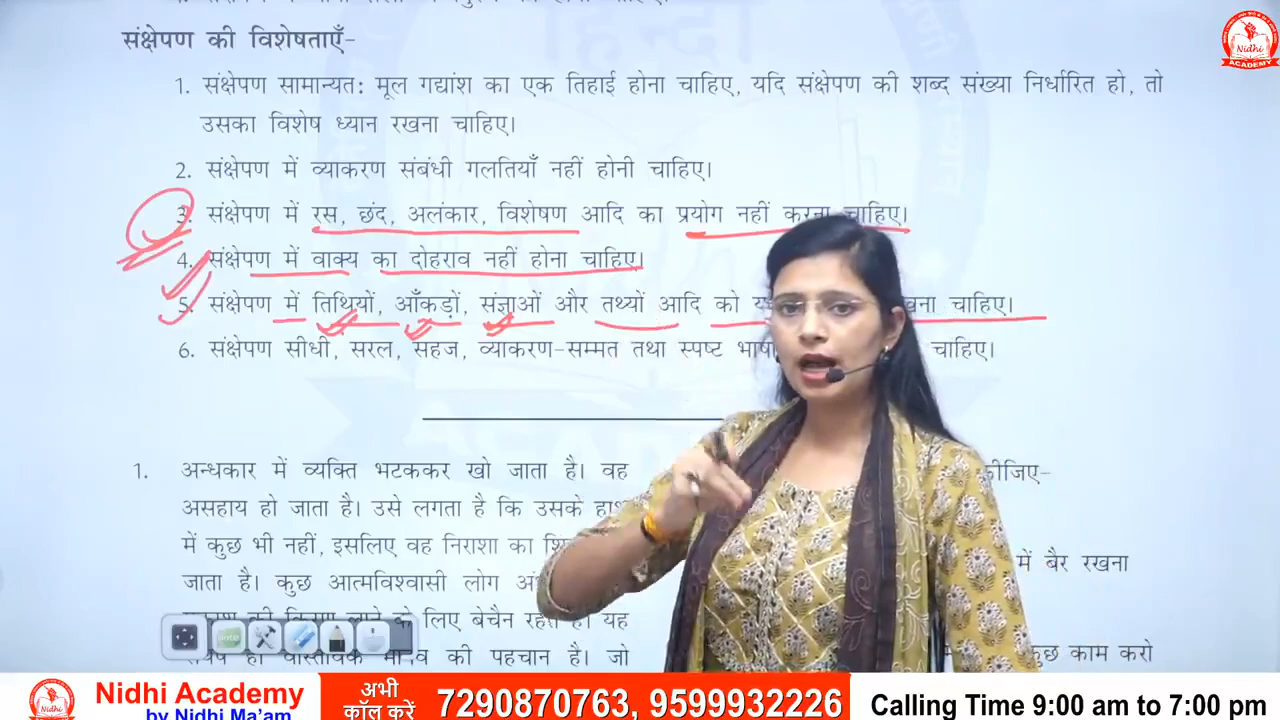 संक्षेपण की विशेषताएँ-
Nidhi
ACADEMY
1. संक्षेपण सामान्यतः मूल गद्यांश का एक तिहाई होना चाहिए, यदि संक्षेपण की शब्द संख्या निर्धारित हो, तो
उसका विशेष ध्यान रखना चाहिए।
2. संक्षेपण में व्याकरण संबंधी गलतियाँ नहीं होनी चाहिए।
3. संक्षेपण में रस, छंद, अलंकार, विशेषण आदि का प्रयोग नहीं करना चाहिए।
4. संक्षेपण में वाक्य का दोहराव नहीं होना चाहिए।
5. संक्षेपण में तिथियों, आँकड़ों, संज्ञाओं और तथ्यों आदि को चाहिए।
6. संक्षेपण सीधी, सरल, सहज, व्याकरण-सम्मत तथा स्पष्ट चाहिए।
1. अन्धकार में व्यक्ति भटककर खो जाता है। वह
असहाय हो जाता है। उसे लगता है कि उसके
में कुछ भी नहीं, इसलिए वह निराशा का
में बैर रखना
जाता है। कुछ आत्मविश्वासी लोग
के लिए बेचैन रहते हैं। यह
की पहचान है। जो
कुछ काम करो
Nidhi Academy
by Nidhi Ma'am
अभी
कॉल करें
7290870763, 9599932226
Calling Time 9:00 am to 7:00 pm